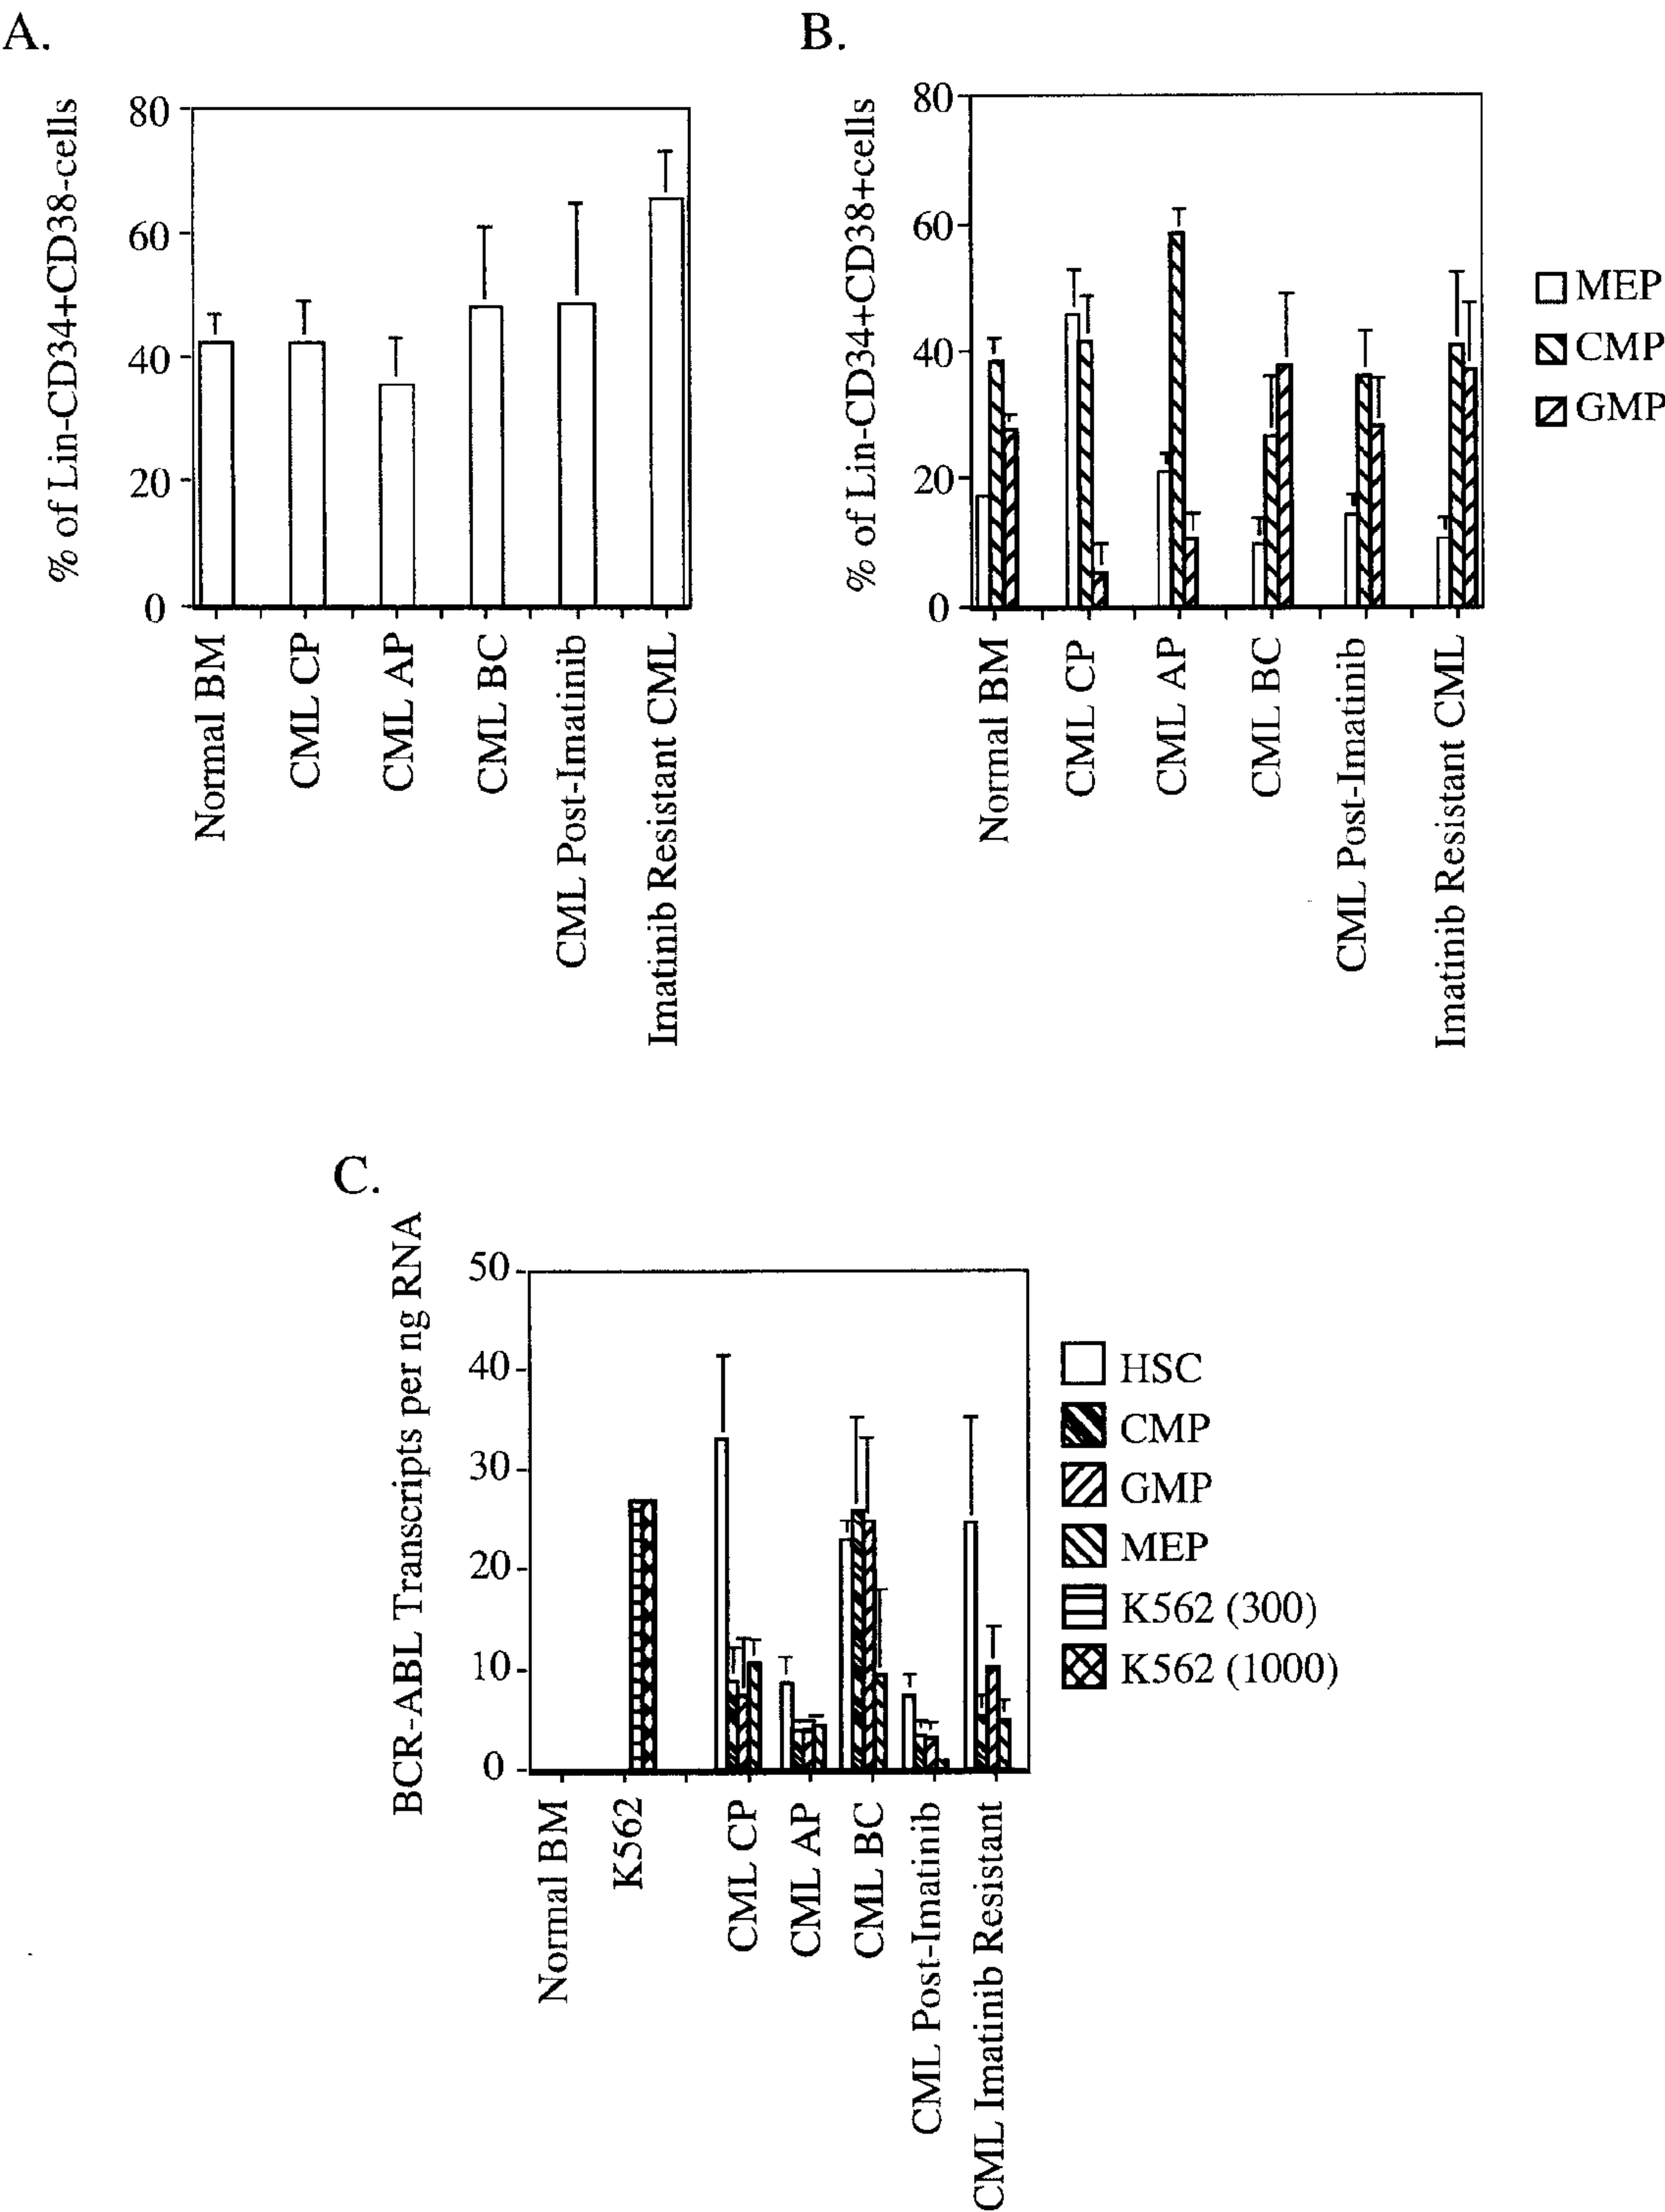 A.
% of Lin-CD34+CD38-cells
80
60
40
20
0
Normal BM
CML CP
CML AP
CML BC
CML Post-Imatinib
Imatinib Resistant CML
B.
% of Lin-CD34+CD38+cells
80
60
40
20
0
Normal BM
CML CP
CML AP
CML BC
CML Post-Imatinib
Imatinib Resistant CML
MEP
CMP
GMP
C.
BCR-ABL Transcripts per ng RNA
50
40
30
20
10
0
Normal BM
K562
CML CP
CML AP
CML BC
CML Post-Imatinib
CML Imatinib Resistant
HSC
CMP
GMP
MEP
K562 (300)
K562 (1000)